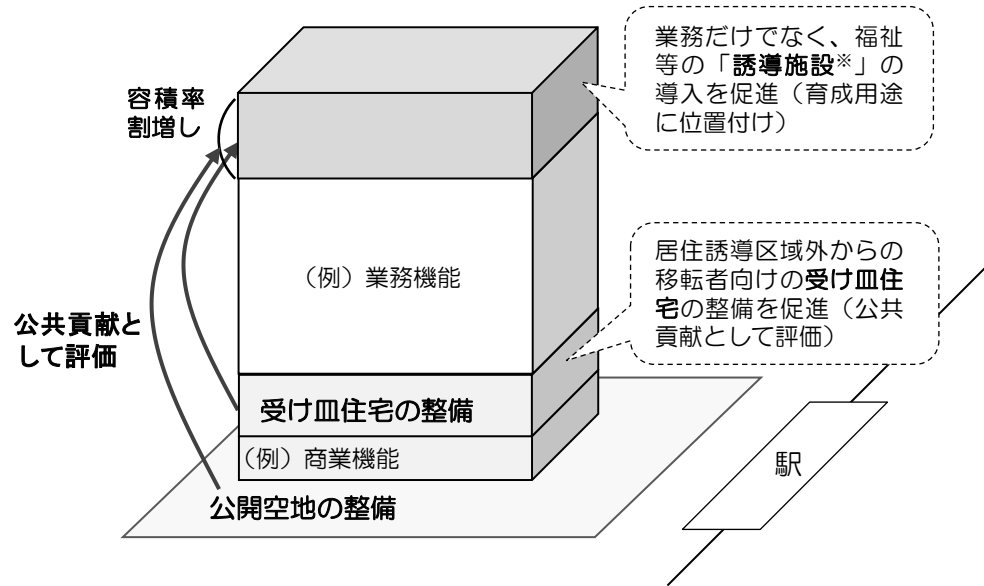 業務だけでなく、福祉
等の「誘導施設※」の
導入を促進（育成用途
に位置付け）
容積率
割増し
居住誘導区域外からの
移転者向けの受け皿住
宅の整備を促進（公共
貢献として評価）
（例）業務機能
公共貢献と
して評価
受け皿住宅の整備
（例）商業機能
駅
公開空地の整備